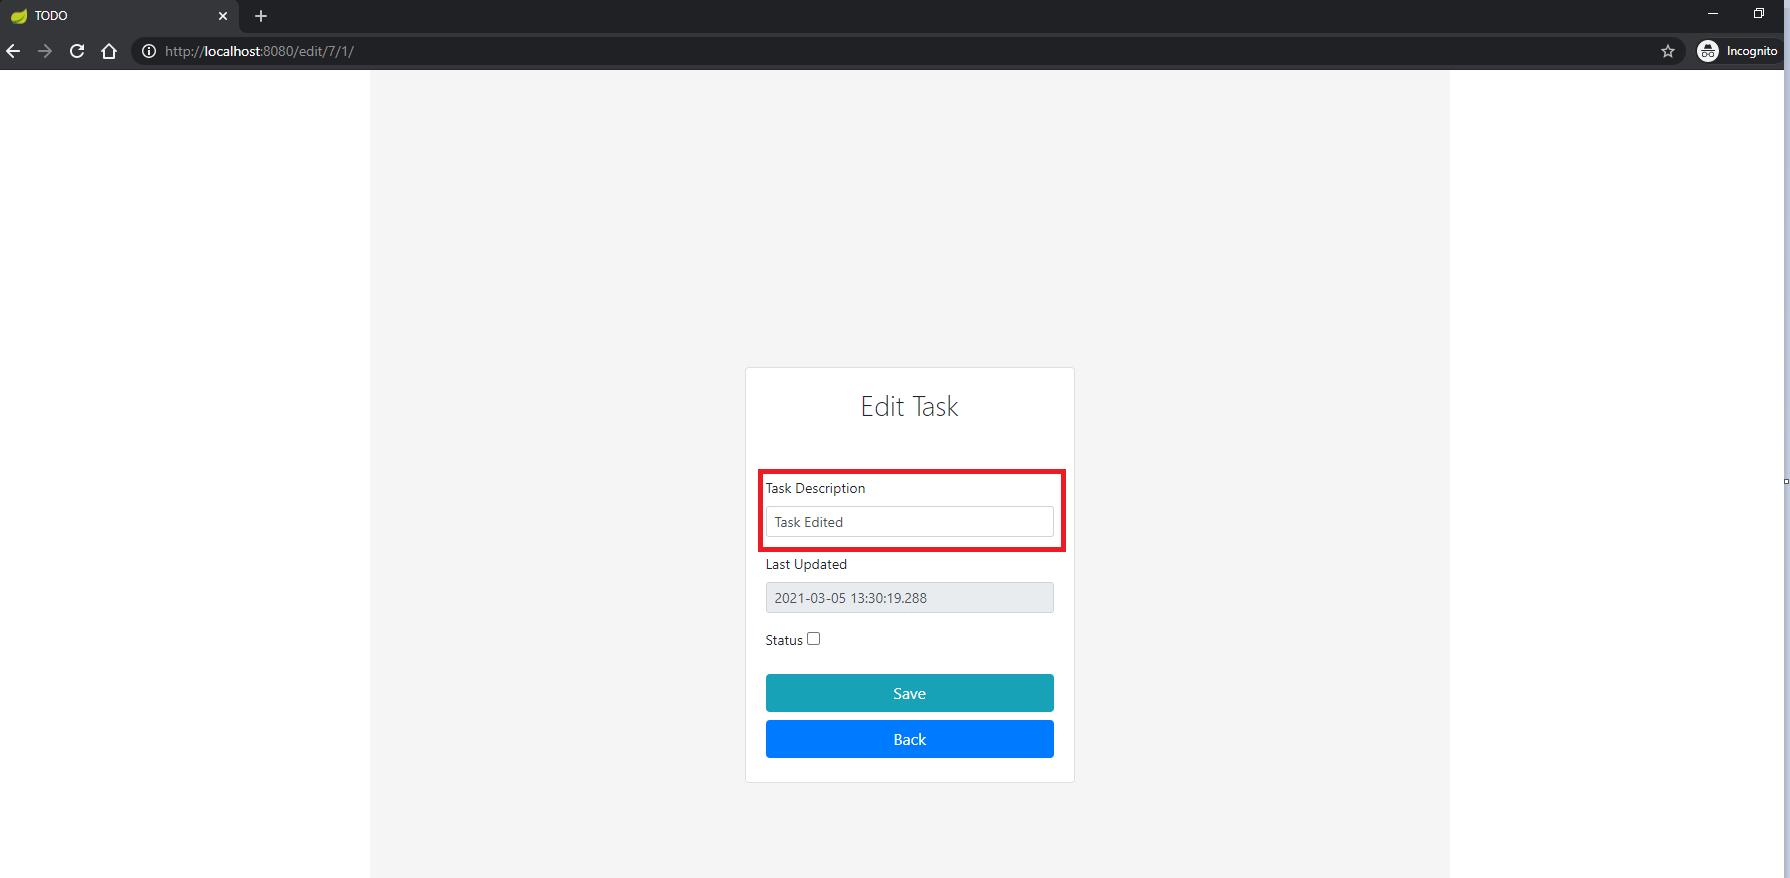 TODO
http://localhost:8080/edit/7/1/
Incognito
Edit Task
Task Description
Task Edited
Last Updated
2021-03-05 13:30:19.288
Status
Save
Back